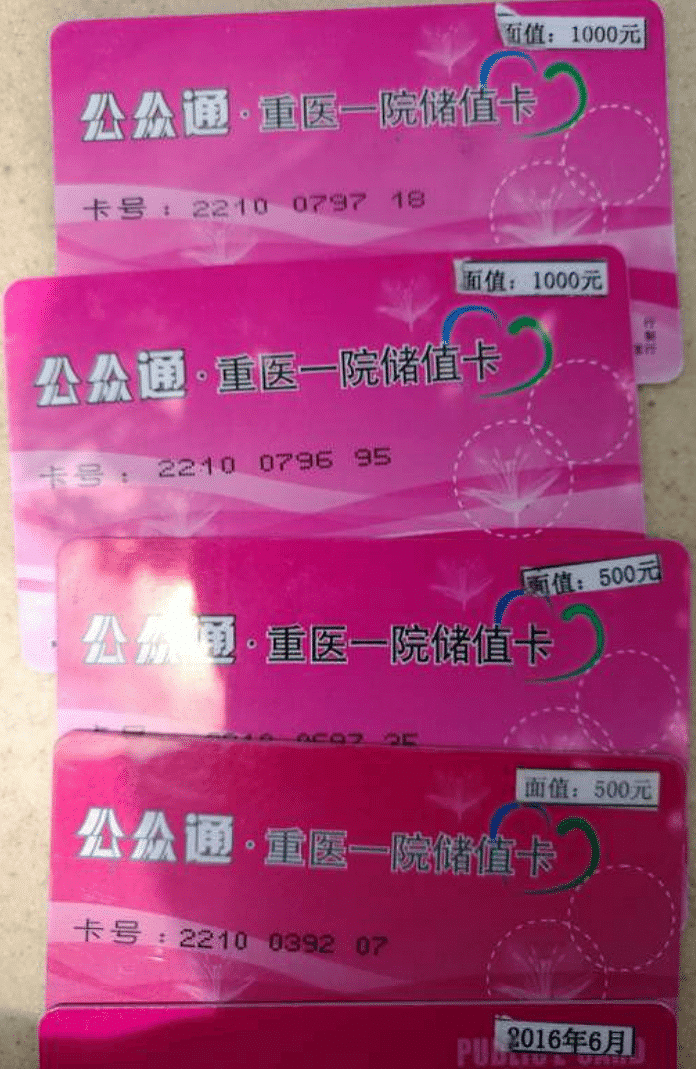 面值：1000元
公众通·重医一院储值卡
卡号：2210 0797 18
面值：1000元
公众通·重医一院储值卡
卡号：2210 0796 95
面值：500元
公众通·重医一院储值卡
面值：500元
公众通·重医一院储值卡
卡号：2210 0392 07
2016年6月